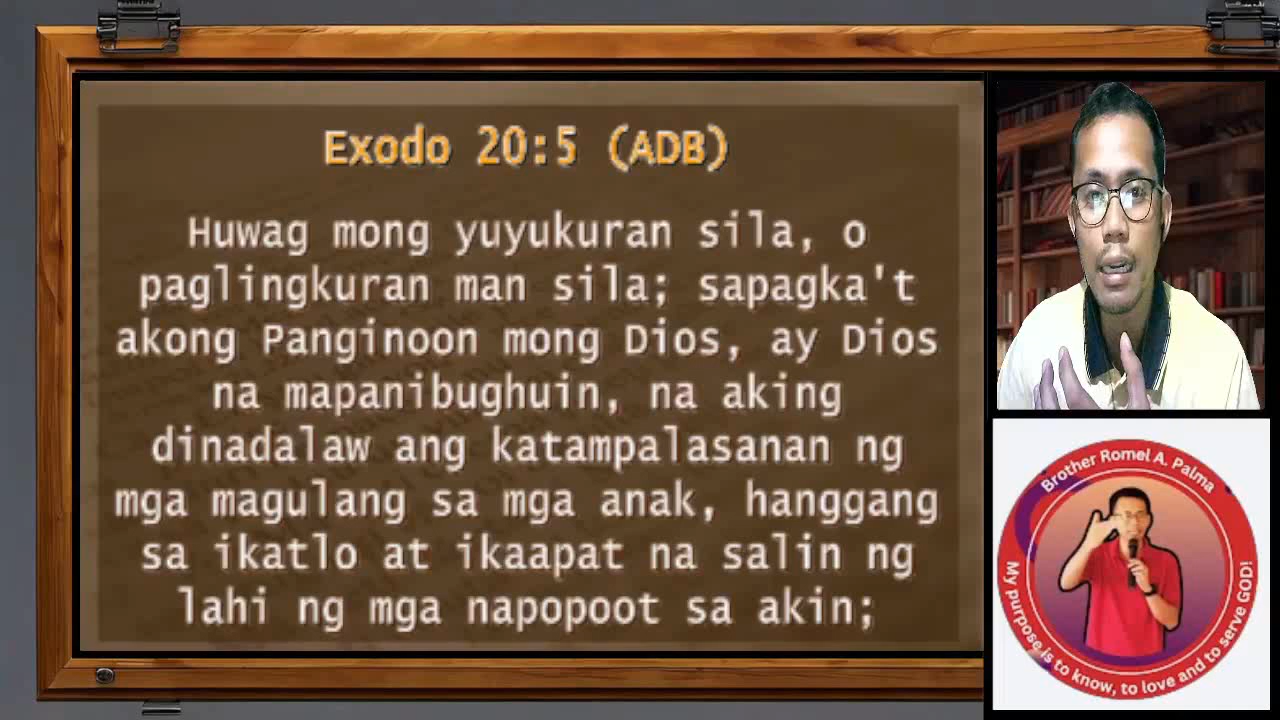 Exodo 20:5 (ADB)
Huwag mong yuyukuran sila, o
paglingkuran man sila; sapagka't
akong Panginoon mong Dios, ay Dios
na mapanibughuin, na aking
dinadalaw ang katampalasanan ng
mga magulang sa mga anak, hanggang
sa ikatlo at ikaapat na salin ng
lahi ng mga napopoot sa akin;
Brother Romel A. Palma
My purpose is to know, to love and to serve GOD!